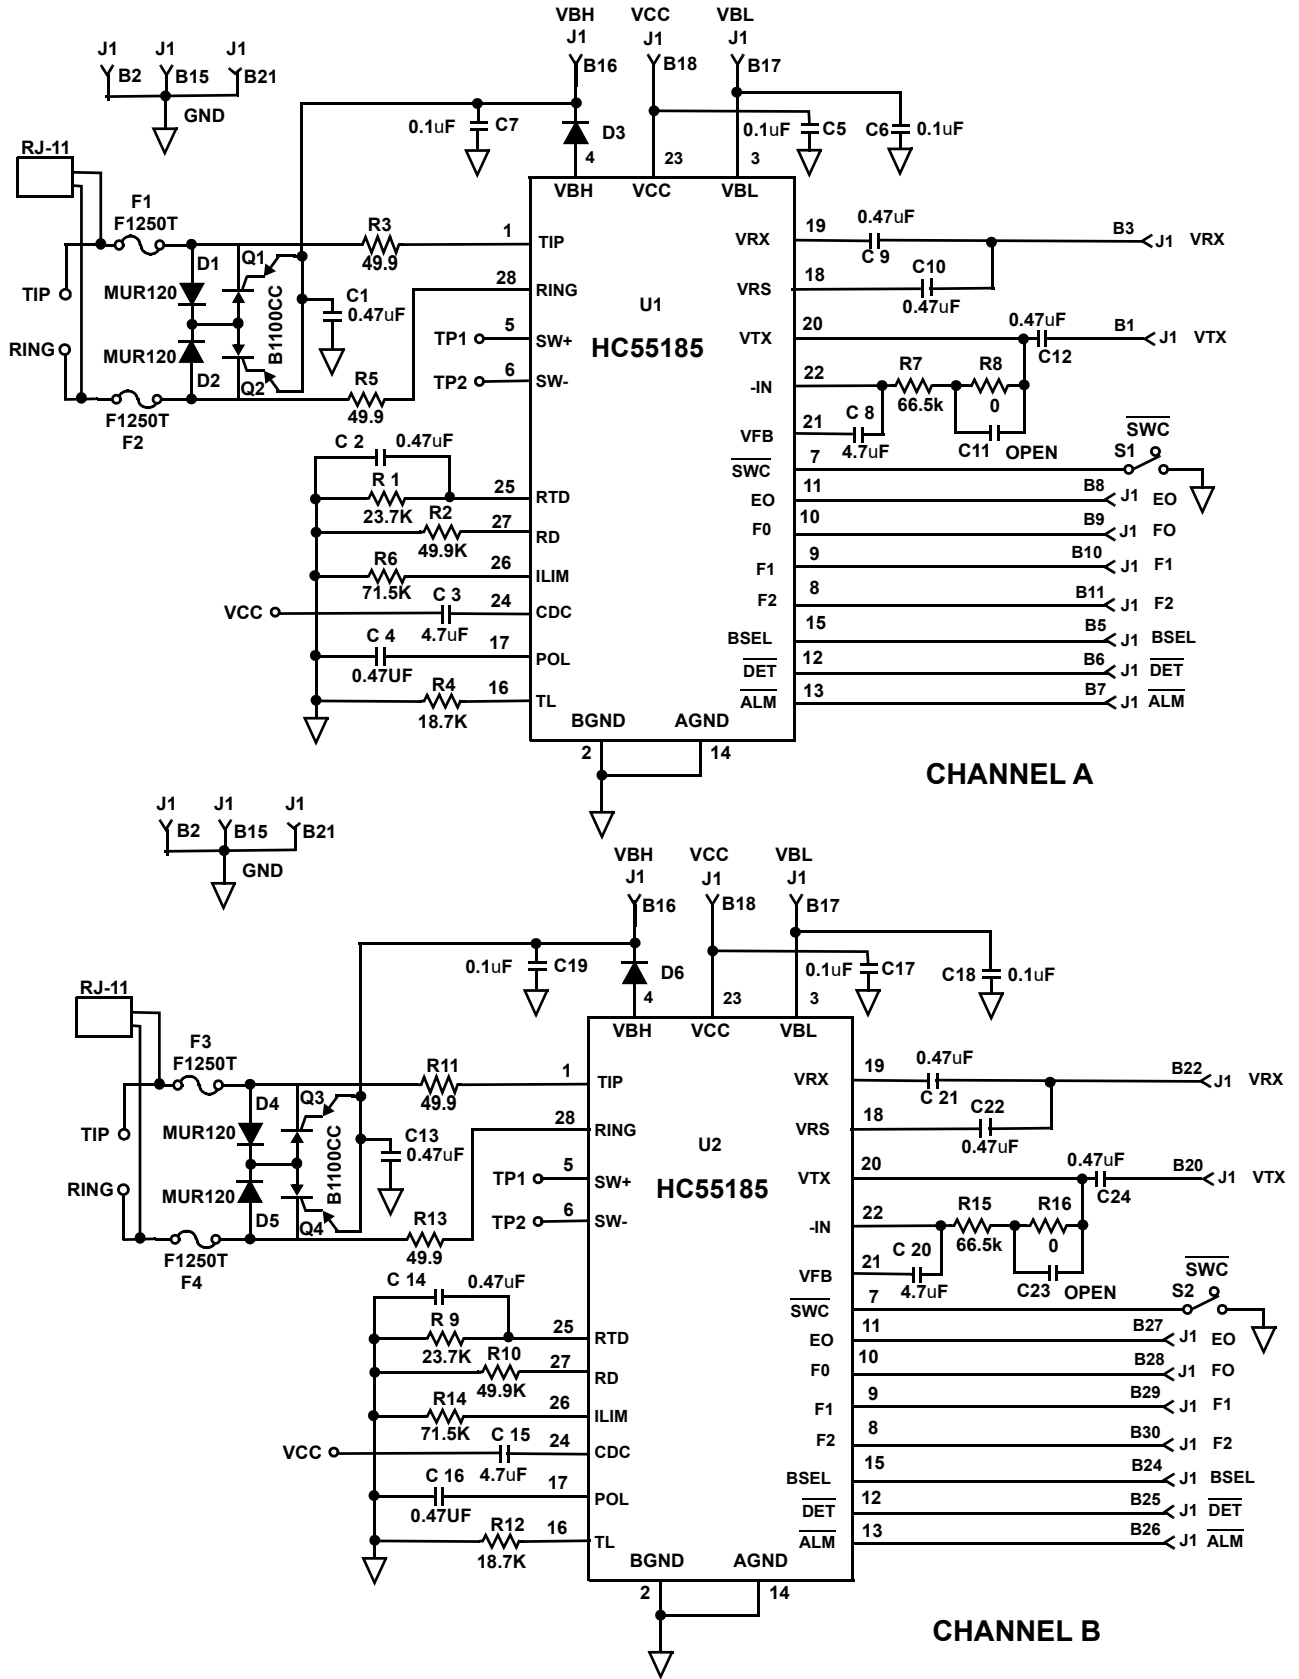 VBH VCC VBL
J1 J1 J1
J1 J1 J1
B2 B15 B21
B16 B18 B17
GND
0.1uF C7
D3
0.1uF C5
C6 0.1uF
RJ-11
4 23 3
VBH VCC VBL
F1
F1250T
R3
49.9
1 TIP
VRX 19
0.47uF
C 9
B3 J1 VRX
D1 Q1
MUR120
28 RING
VRS 18
C10
0.47uF
TIP
C1
0.47uF
B1100CC
U1
HC55185
TP1 5 SW+
VTX 20
0.47uF
C12
B1 J1 VTX
RING
MUR120
D2 Q2
TP2 6 SW-
R5
49.9
-IN 22
R7
66.5k
R8
0
F1250T
F2
VFB 21
C 8
4.7uF
C11 OPEN
C 2 0.47uF
SWC 7
S1 SWC
R 1
23.7K
25 RTD
EO 11 B8 J1 EO
R2
49.9K
27 RD
F0 10 B9 J1 FO
R6
71.5K
26 ILIM
F1 9 B10 J1 F1
VCC
C 3
4.7uF
24 CDC
F2 8 B11 J1 F2
C 4
0.47UF
17 POL
BSEL 15 B5 J1 BSEL
DET 12 B6 J1 DET
R4
18.7K
16 TL
ALM 13 B7 J1 ALM
BGND AGND
2 14
CHANNEL A
J1 J1 J1
B2 B15 B21
GND
VBH VCC VBL
J1 J1 J1
B16 B18 B17
0.1uF C19
D6
0.1uF C17
C18 0.1uF
RJ-11
4 23 3
VBH VCC VBL
F3
F1250T
R11
49.9
1 TIP
VRX 19
0.47uF
C 21
B22 J1 VRX
D4 Q3
MUR120
28 RING
VRS 18
C22
0.47uF
TIP
C13
0.47uF
B1100CC
U2
HC55185
TP1 5 SW+
VTX 20
0.47uF
C24
B20 J1 VTX
RING
MUR120
D5 Q4
TP2 6 SW-
R13
49.9
-IN 22
R15
66.5k
R16
0
F1250T
F4
VFB 21
C 20
4.7uF
C23 OPEN
C 14 0.47uF
SWC 7
S2 SWC
R 9
23.7K
25 RTD
EO 11 B27 J1 EO
R10
49.9K
27 RD
F0 10 B28 J1 FO
R14
71.5K
26 ILIM
F1 9 B29 J1 F1
VCC
C 15
4.7uF
24 CDC
F2 8 B30 J1 F2
C 16
0.47UF
17 POL
BSEL 15 B24 J1 BSEL
DET 12 B25 J1 DET
R12
18.7K
16 TL
ALM 13 B26 J1 ALM
BGND AGND
2 14
CHANNEL B